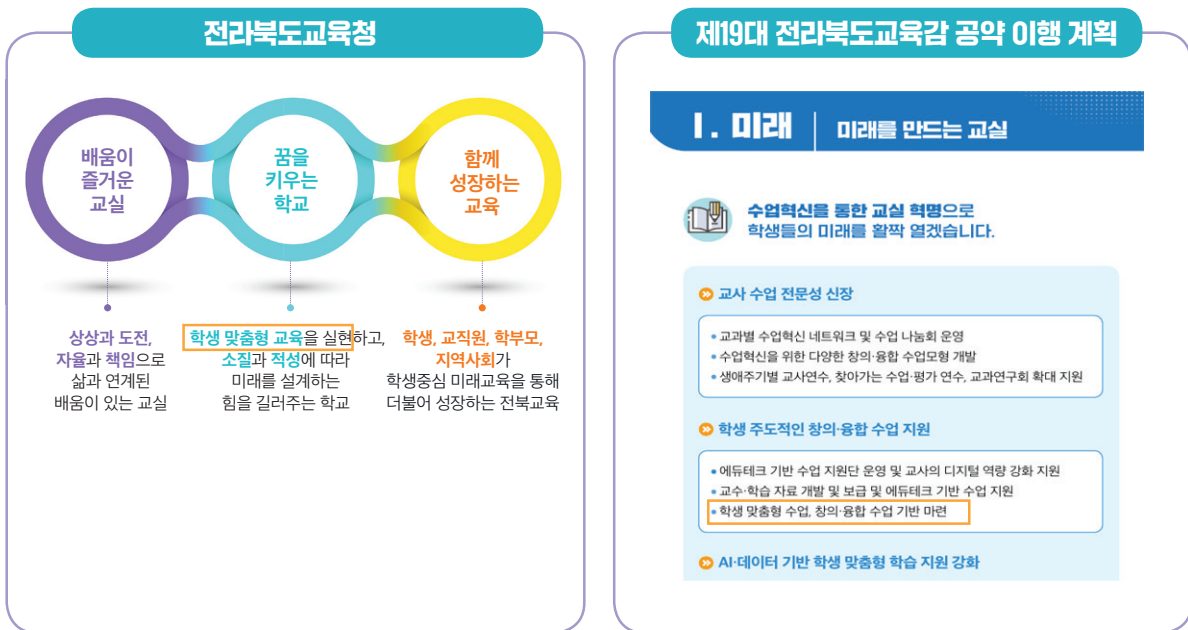 전라북도교육청
배움이
즐거운
교실
꿈을
키우는
학교
함께
성장하는
교육
상상과 도전,
자율과 책임으로
삶과 연계된
배움이 있는 교실
학생 맞춤형 교육을 실현하고,
소질과 적성에 따라
미래를 설계하는
힘을 길러주는 학교
학생, 교직원, 학부모,
지역사회가
학생중심 미래교육을 통해
더불어 성장하는 전북교육
제19대 전라북도교육감 공약 이행 계획
Ⅰ. 미래 | 미래를 만드는 교실
수업혁신을 통한 교실 혁명으로
학생들의 미래를 활짝 열겠습니다.
교사 수업 전문성 신장
• 교과별 수업혁신 네트워크 및 수업 나눔회 운영
• 수업혁신을 위한 다양한 창의·융합 수업모형 개발
• 생애주기별 교사연수, 찾아가는 수업·평가 연수, 교과연구회 확대 지원
학생 주도적인 창의·융합 수업 지원
• 에듀테크 기반 수업 지원단 운영 및 교사의 디지털 역량 강화 지원
• 교수·학습 자료 개발 및 보급 및 에듀테크 기반 수업 지원
• 학생 맞춤형 수업, 창의·융합 수업 기반 마련
AI·데이터 기반 학생 맞춤형 학습 지원 강화